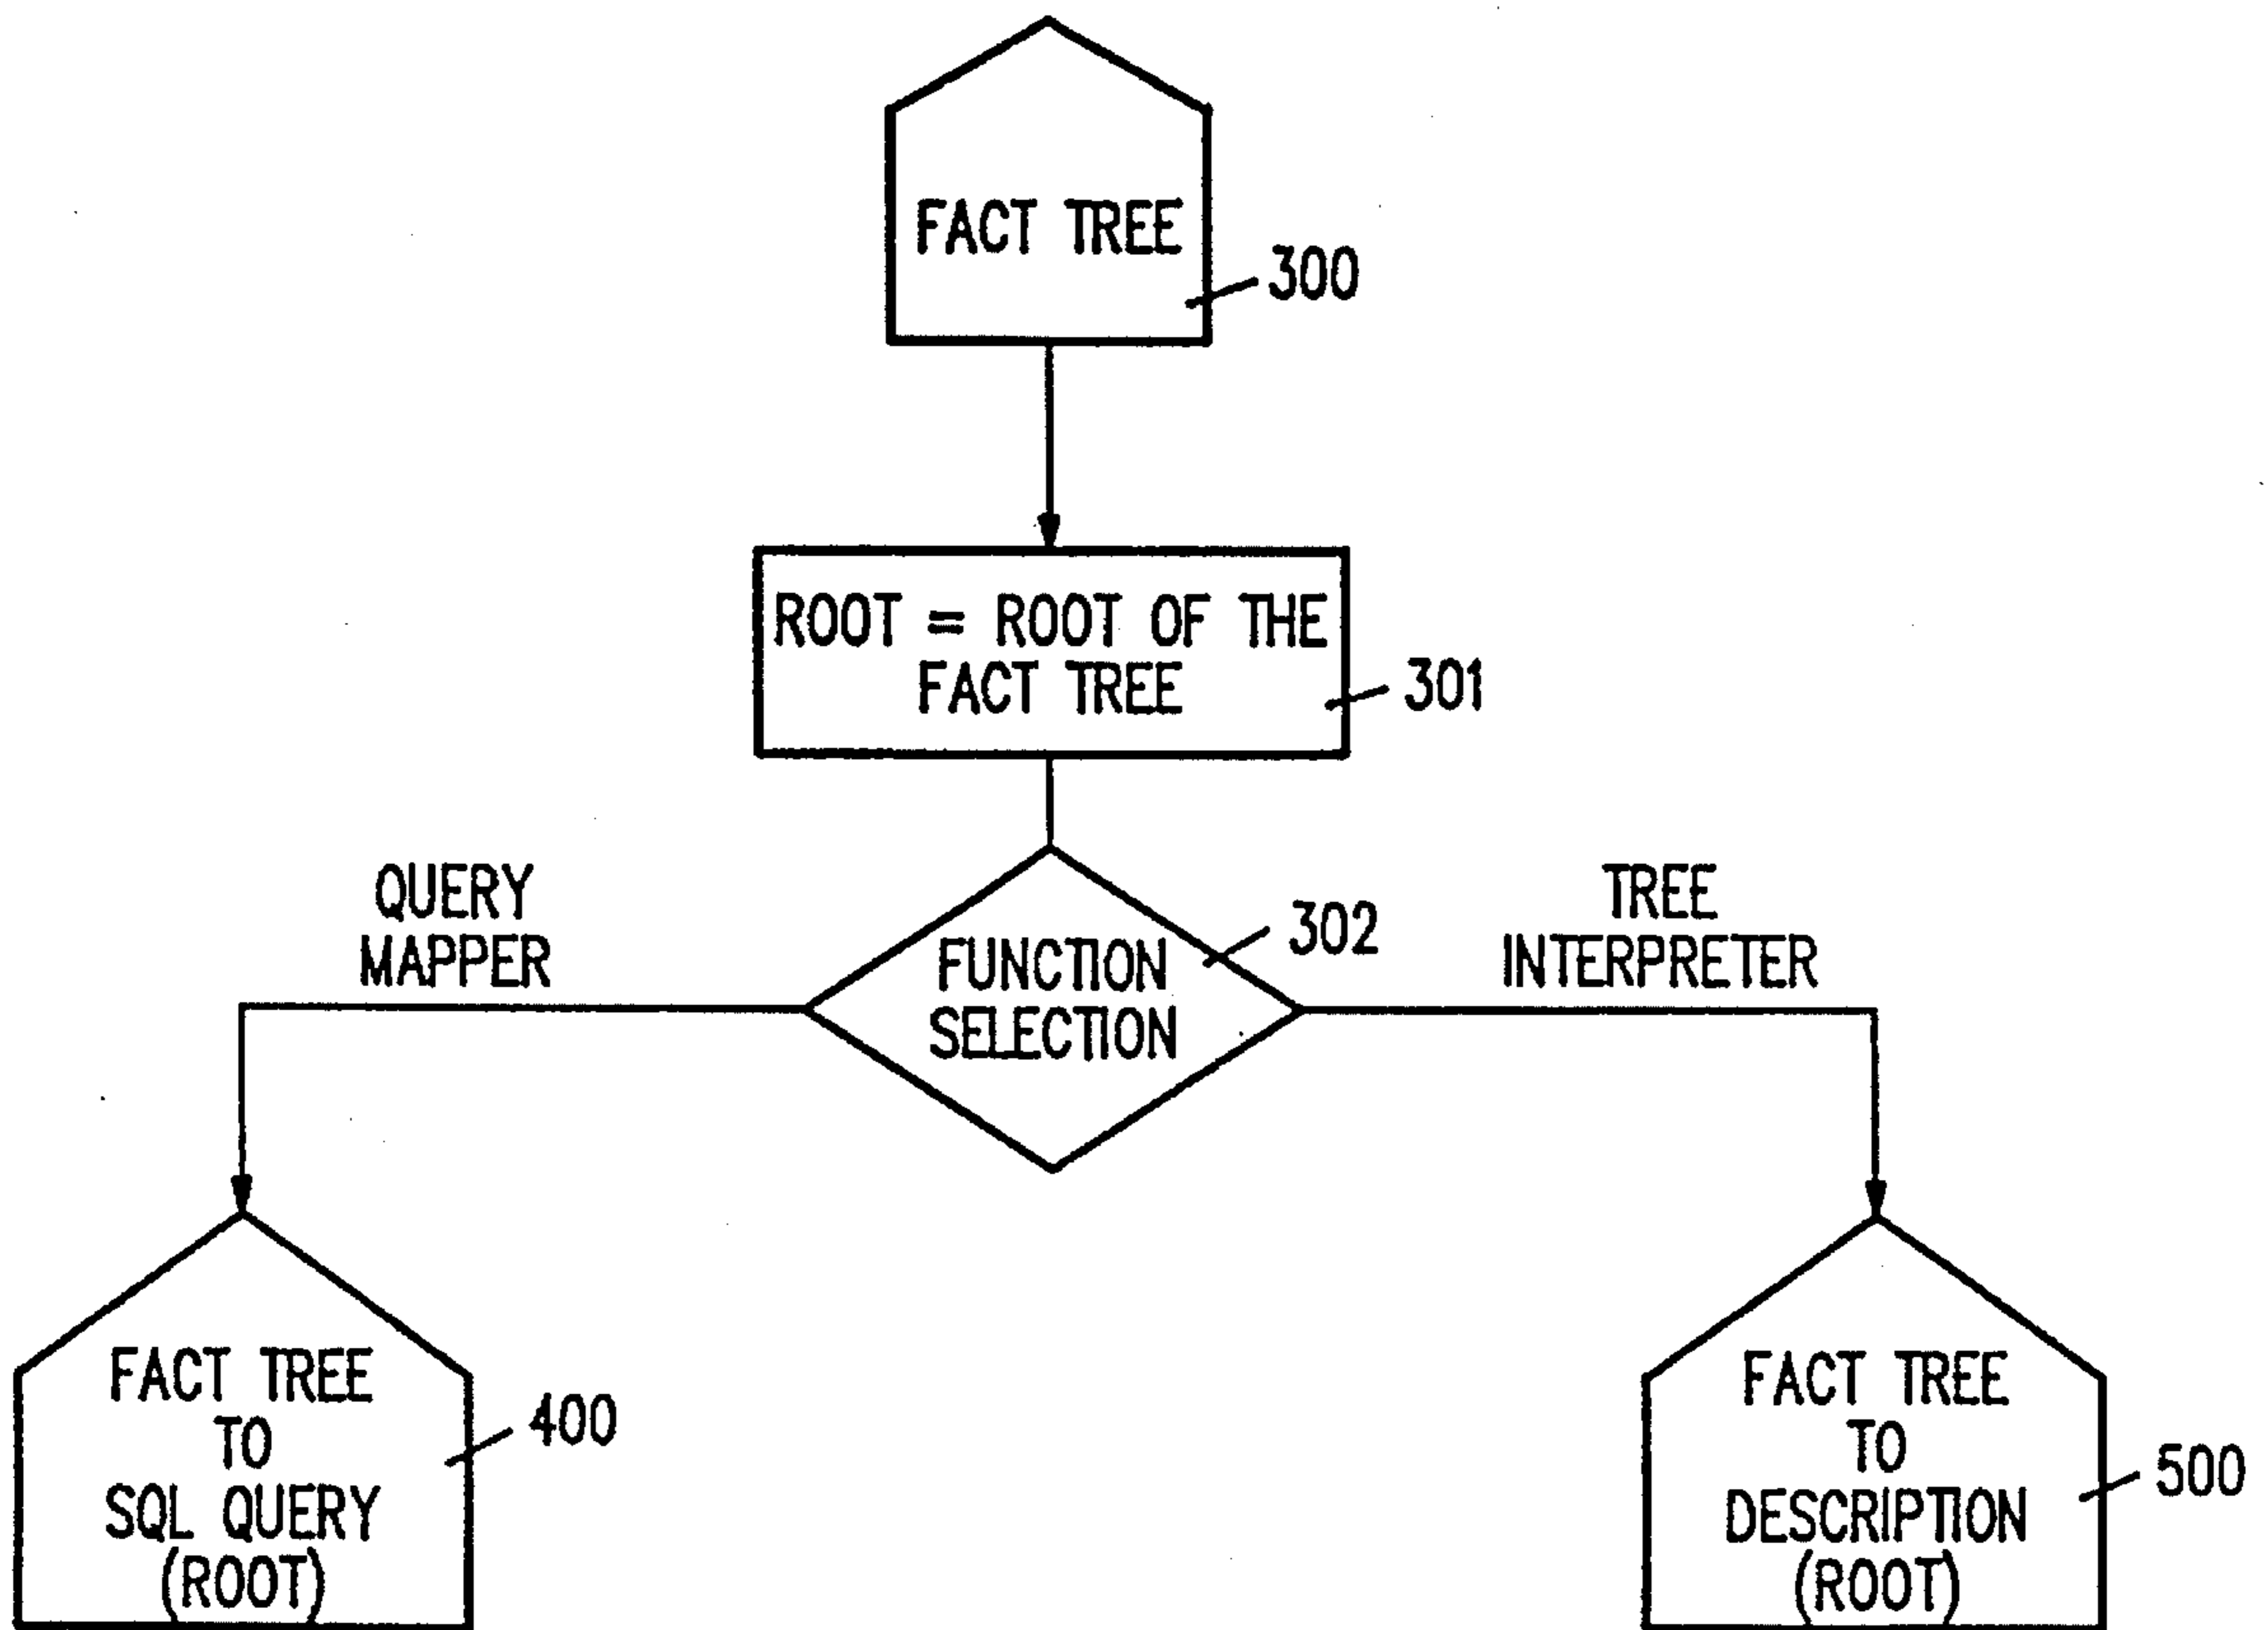 FACT TREE
300
ROOT = ROOT OF THE
FACT TREE
301
QUERY
MAPPER
FUNCTION
SELECTION
302
TREE
INTERPRETER
FACT TREE
TO
SQL QUERY
(ROOT)
400
FACT TREE
TO
DESCRIPTION
(ROOT)
500